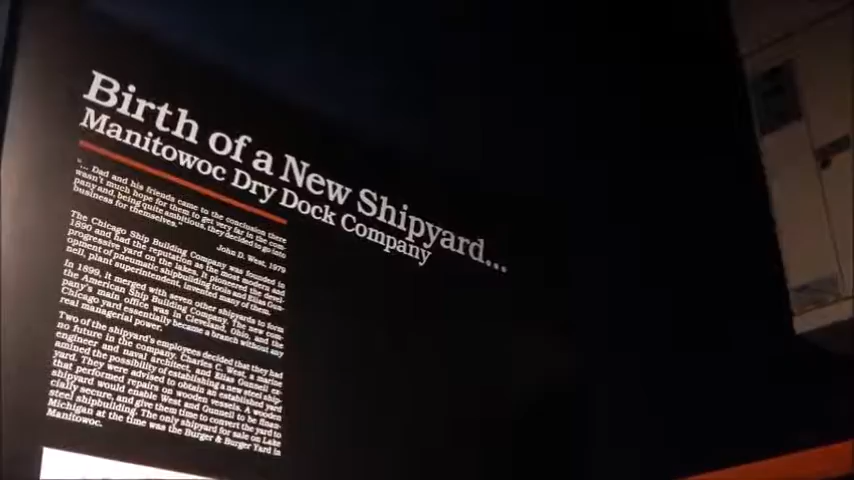 Birth of a New Shipyard...
Manitowoc Dry Dock Company
"... Dad and his friends came to the conclusion there
wasn't much hope for them to get very far in the com-
pany and, being quite ambitious, they decided to go into
business for themselves."
John D. West, 1979
The Chicago Ship Building Company was founded in
1890 and had the reputation as the most modern and
progressive yard on the lakes. It pioneered the devel-
opment of pneumatic shipbuilding tools and Elias Gun-
nell, plant superintendent, invented many of them.
In 1899, it merged with seven other shipyards to form
the American Ship Building Company. The new com-
pany's main office was in Cleveland, Ohio, and the
Chicago yard essentially became a branch without any
real managerial power.
Two of the shipyard's employees decided that they had
no future in the company. Charles C. West, a marine
engineer and naval architect, and Elias Gunnell ex-
amined the possibility of establishing a new steel ship-
yard. They were advised to obtain an established yard
that performed repairs on wooden vessels. A wooden
shipyard would enable West and Gunnell to be finan-
cially secure, and give them time to convert the yard to
steel shipbuilding. The only shipyard for sale on Lake
Michigan at the time was the Burger & Burger Yard in
Manitowoc.